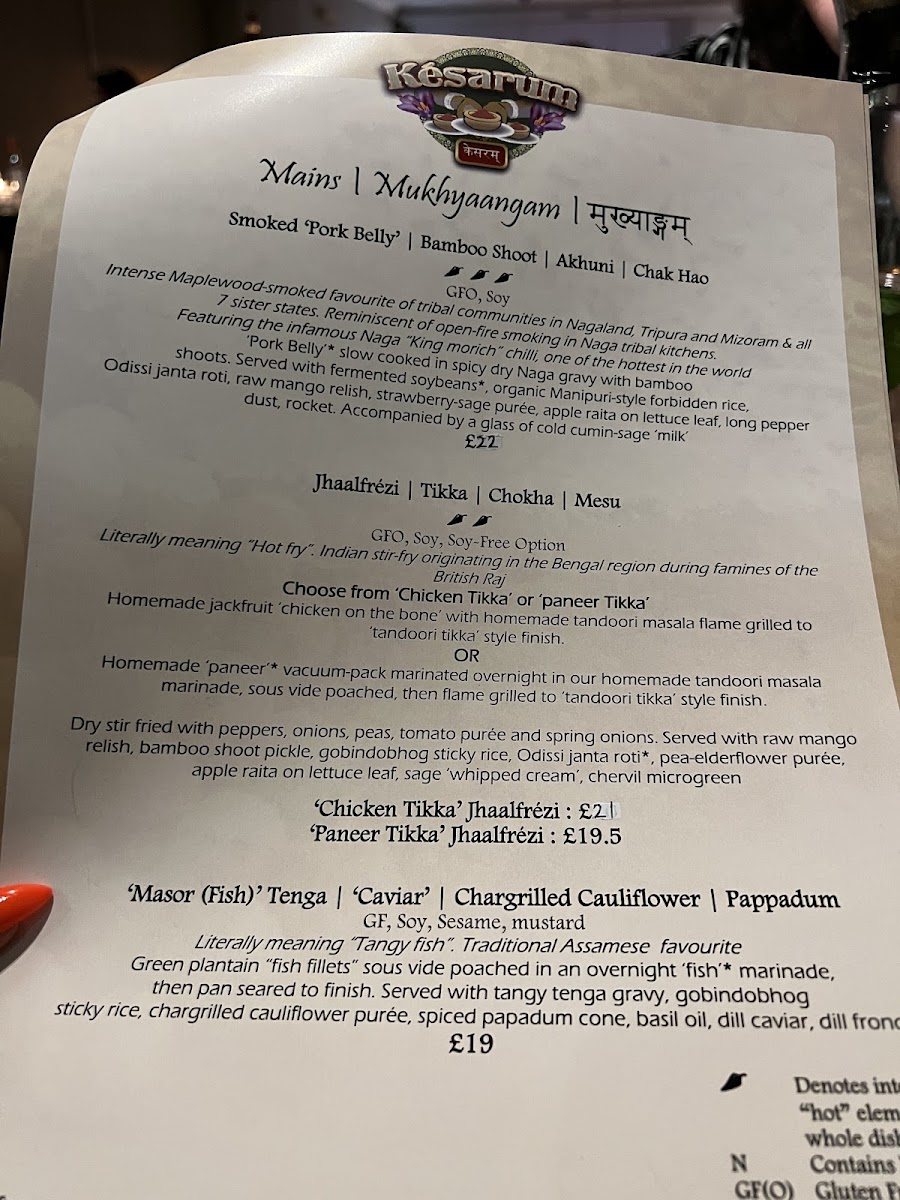 Késarum
केसरम्
Mains | Mukhyaangam | मुख्याङ्गम्
Smoked ‘Pork Belly’ | Bamboo Shoot | Akhuni | Chak Hao
GFO, Soy
Intense Maplewood-smoked favourite of tribal communities in Nagaland, Tripura and Mizoram & all
7 sister states. Reminiscent of open-fire smoking in Naga tribal kitchens.
Featuring the infamous Naga “King morich” chilli, one of the hottest in the world
‘Pork Belly’* slow cooked in spicy dry Naga gravy with bamboo
shoots. Served with fermented soybeans*, organic Manipuri-style forbidden rice,
Odissi janta roti, raw mango relish, strawberry-sage purée, apple raita on lettuce leaf, long pepper
dust, rocket. Accompanied by a glass of cold cumin-sage ‘milk’
£22
Jhaalfrézi | Tikka | Chokha | Mesu
GFO, Soy, Soy-Free Option
Literally meaning “Hot fry”. Indian stir-fry originating in the Bengal region during famines of the
British Raj
Choose from ‘Chicken Tikka’ or ‘paneer Tikka’
Homemade jackfruit ‘chicken on the bone’ with homemade tandoori masala flame grilled to
‘tandoori tikka’ style finish.
OR
Homemade ‘paneer’* vacuum-pack marinated overnight in our homemade tandoori masala
marinade, sous vide poached, then flame grilled to ‘tandoori tikka’ style finish.
Dry stir fried with peppers, onions, peas, tomato purée and spring onions. Served with raw mango
relish, bamboo shoot pickle, gobindobhog sticky rice, Odissi janta roti*, pea-elderflower purée,
apple raita on lettuce leaf, sage ‘whipped cream’, chervil microgreen
‘Chicken Tikka’ Jhaalfrézi : £21
‘Paneer Tikka’ Jhaalfrézi : £19.5
‘Masor (Fish)’ Tenga | ‘Caviar’ | Chargrilled Cauliflower | Pappadum
GF, Soy, Sesame, mustard
Literally meaning “Tangy fish”. Traditional Assamese favourite
Green plantain “fish fillets” sous vide poached in an overnight ‘fish’* marinade,
then pan seared to finish. Served with tangy tenga gravy, gobindobhog
sticky rice, chargrilled cauliflower purée, spiced papadum cone, basil oil, dill caviar, dill frond
£19
Denotes
“hot”
whole
N Contains
GF(O) Gluten